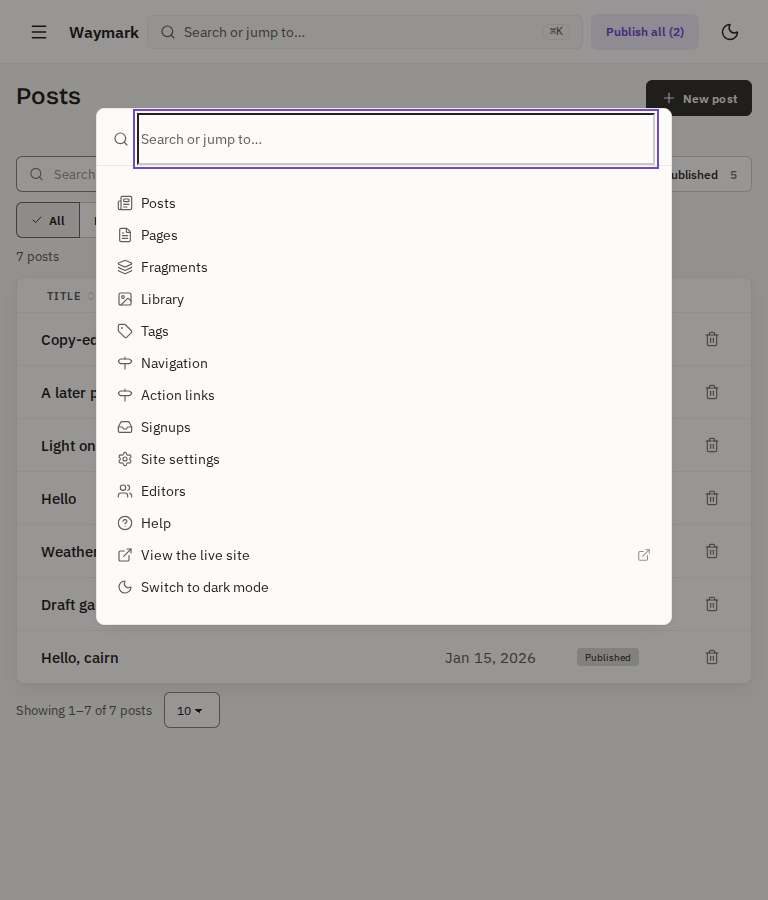 Waymark
Search or jump to…
⌘K
Publish all (2)
Posts
New post
Search or jump to…
Search
ublished 5
All
7 posts
TITLE
Posts
Pages
Fragments
Library
Tags
Navigation
Action links
Signups
Site settings
Editors
Help
View the live site
Switch to dark mode
Copy-ed
A later p
Light on
Hello
Weather
Draft ga
Hello, cairn
Jan 15, 2026
Published
Showing 1–7 of 7 posts
10